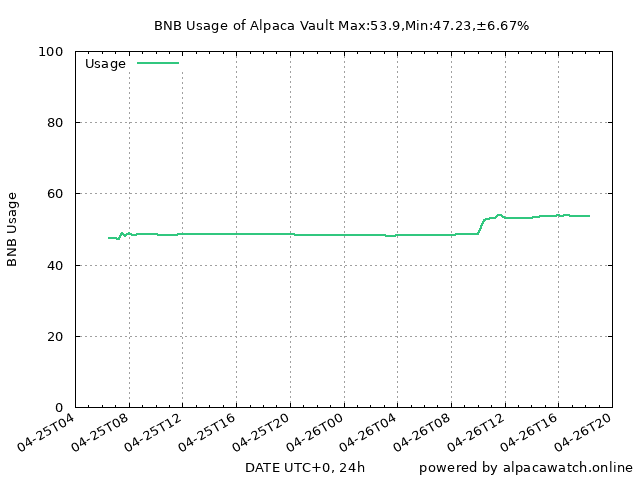 BNB Usage of Alpaca Vault Max:53.9,Min:47.23,±6.67%
Usage
100
80
60
40
20
0
BNB Usage
04-25T04
04-25T08
04-25T12
04-25T16
04-25T20
04-26T00
04-26T04
04-26T08
04-26T12
04-26T16
04-26T20
DATE UTC+0, 24h
powered by alpacawatch.online